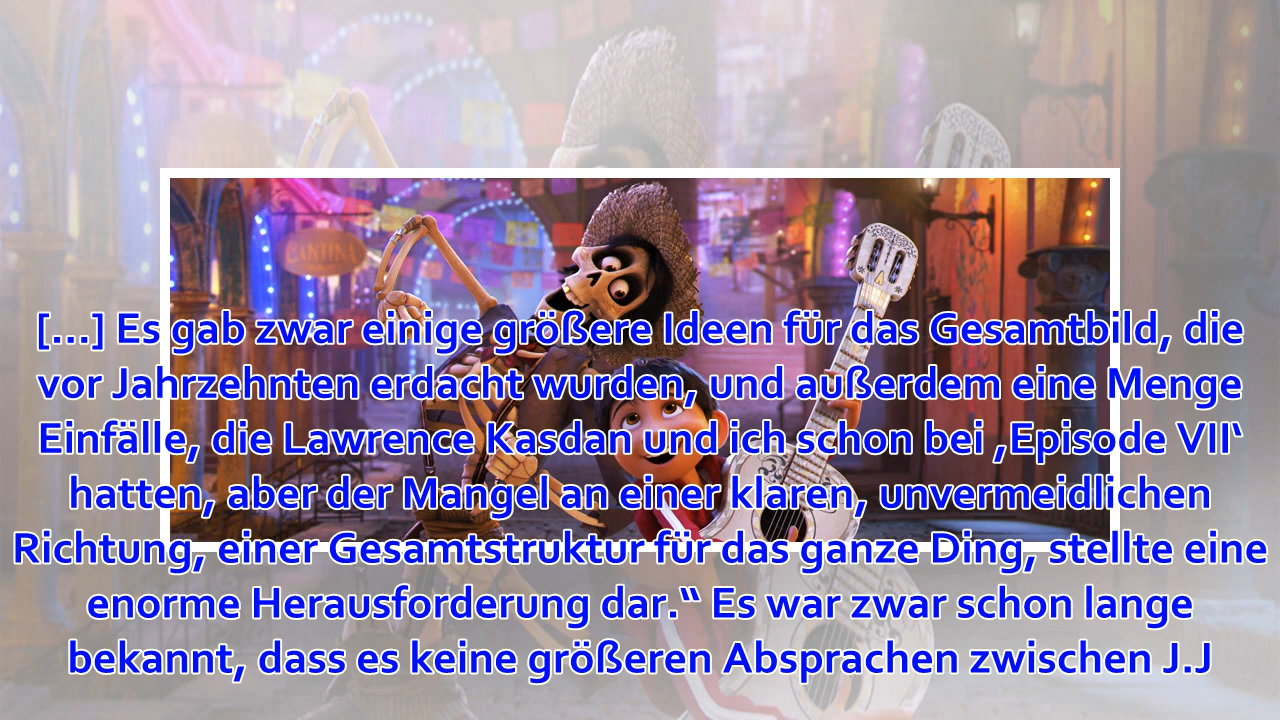 CANTINA
[...] Es gab zwar einige größere Ideen für das Gesamtbild, die
vor Jahrzehnten erdacht wurden, und außerdem eine Menge
Einfälle, die Lawrence Kasdan und ich schon bei ‚Episode VII‘
hatten, aber der Mangel an einer klaren, unvermeidlichen
Richtung, einer Gesamtstruktur für das ganze Ding, stellte eine
enorme Herausforderung dar.“ Es war zwar schon lange
bekannt, dass es keine größeren Absprachen zwischen J.J